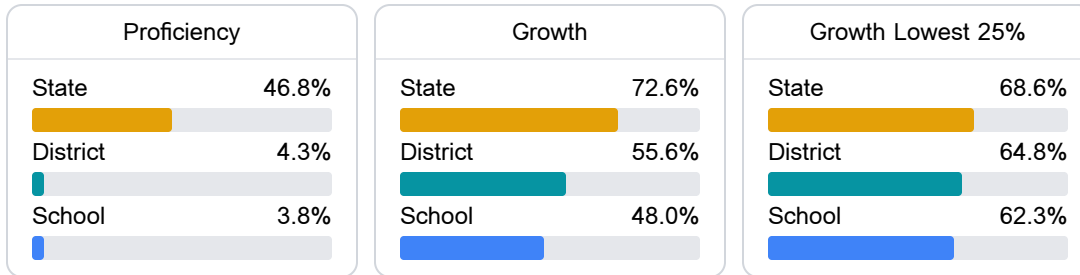 Proficiency
State 46.8%
District 4.3%
School 3.8%
Growth
State 72.6%
District 55.6%
School 48.0%
Growth Lowest 25%
State 68.6%
District 64.8%
School 62.3%